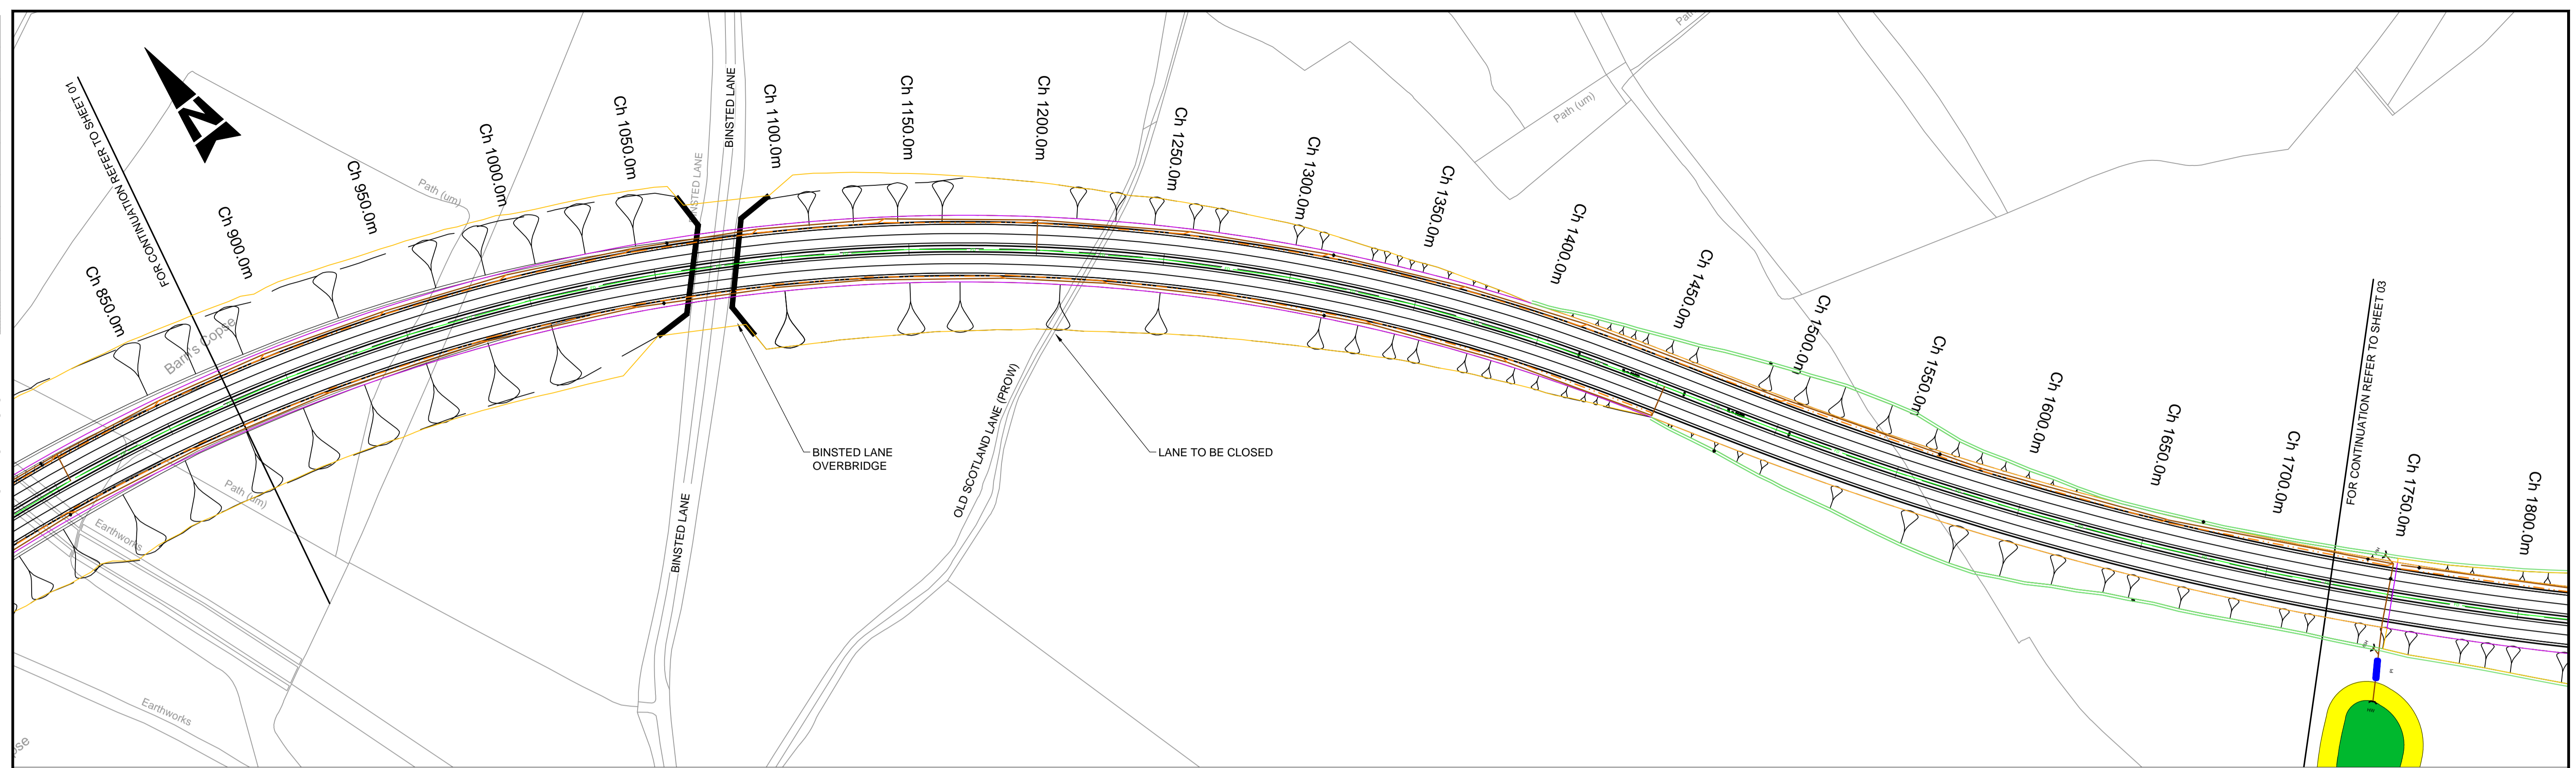 FOR CONTINUATION REFER TO SHEET 01
N
Ch 850.0m
Ch 900.0m
Ch 950.0m
Ch 1000.0m
Ch 1050.0m
Ch 1100.0m
Ch 1150.0m
Ch 1200.0m
Ch 1250.0m
Ch 1300.0m
Ch 1350.0m
Ch 1400.0m
Ch 1450.0m
Ch 1500.0m
Ch 1550.0m
Ch 1600.0m
Ch 1650.0m
Ch 1700.0m
Ch 1750.0m
Ch 1800.0m
BINSTED LANE
BINSTED LANE
BINSTED LANE
Path (um)
Path (um)
Path (um)
Barn's Copse
Earthworks
Earthworks
BINSTED LANE
OVERBRIDGE
OLD SCOTLAND LANE (PROW)
LANE TO BE CLOSED
FOR CONTINUATION REFER TO SHEET 03
HW